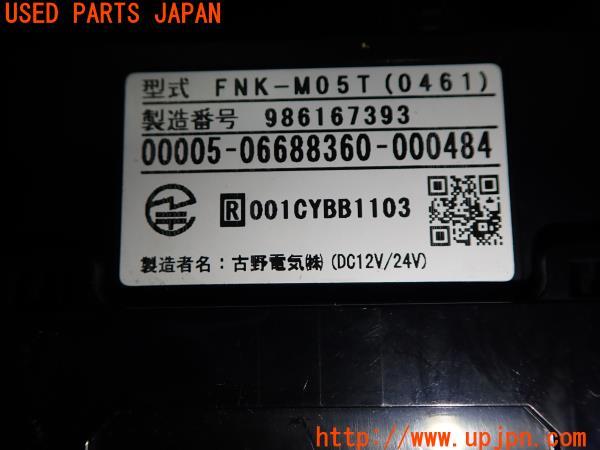 USED PARTS JAPAN
型式 FNK-M05T(0461)
製造番号 986167393
00005-06688360-000484
R 001CYBB1103
製造者名:古野電気㈱ (DC12V/24V)
http://www.upjpn.com/